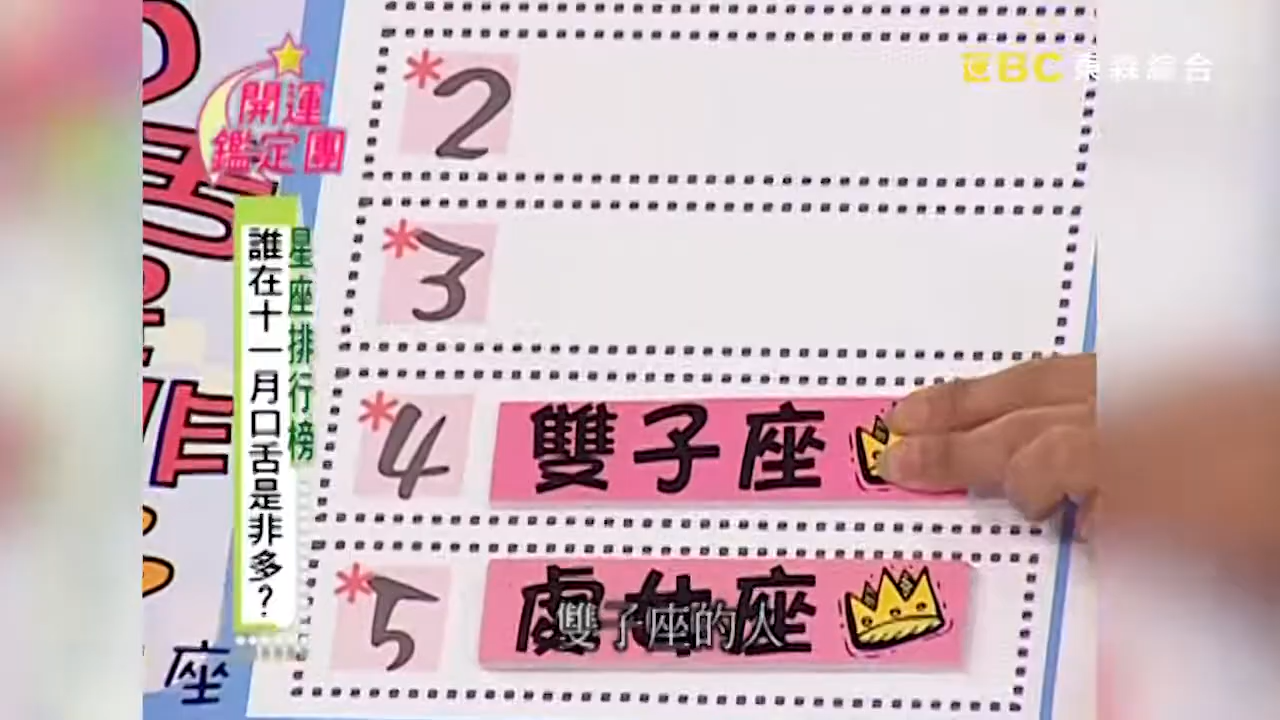 開運
鑑定團
EBC 東森綜合
星座排行榜
誰在十一月口舌是非多？
*2
*3
*4 雙子座
*5 處女座
雙子座的人
座